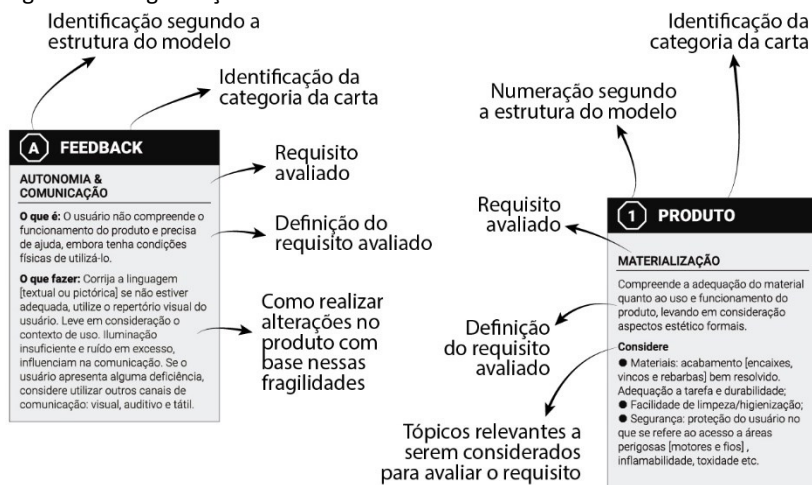 Identificação segundo a
estrutura do modelo
Identificação da
categoria da carta
A FEEDBACK
AUTONOMIA &
COMUNICAÇÃO
O que é: O usuário não compreende o
funcionamento do produto e precisa
de ajuda, embora tenha condições
físicas de utilizá-lo.
O que fazer: Corrija a linguagem
[textual ou pictórica] se não estiver
adequada, utilize o repertório visual do
usuário. Leve em consideração o
contexto de uso. Iluminação
insuficiente e ruído em excesso,
influenciam na comunicação. Se o
usuário apresenta alguma deficiência,
considere utilizar outros canais de
comunicação: visual, auditivo e tátil.
Requisito
avaliado
Definição do
requisito avaliado
Como realizar
alterações no
produto com
base nessas
fragilidades
Identificação da
categoria da carta
Numeração segundo
a estrutura do modelo
Requisito
avaliado
Definição
do requisito
avaliado
Tópicos relevantes a
serem considerados
para avaliar o requisito
1 PRODUTO
MATERIALIZAÇÃO
Compreende a adequação do material
quanto ao uso e funcionamento do
produto, levando em consideração
aspectos estético formais.
Considere
● Materiais: acabamento [encaixes,
vincos e rebarbas] bem resolvido.
Adequação a tarefa e durabilidade;
● Facilidade de limpeza/higienização;
● Segurança: proteção do usuário no
que se refere ao acesso a áreas
perigosas [motores e fios] ,
inflamabilidade, toxidade etc.